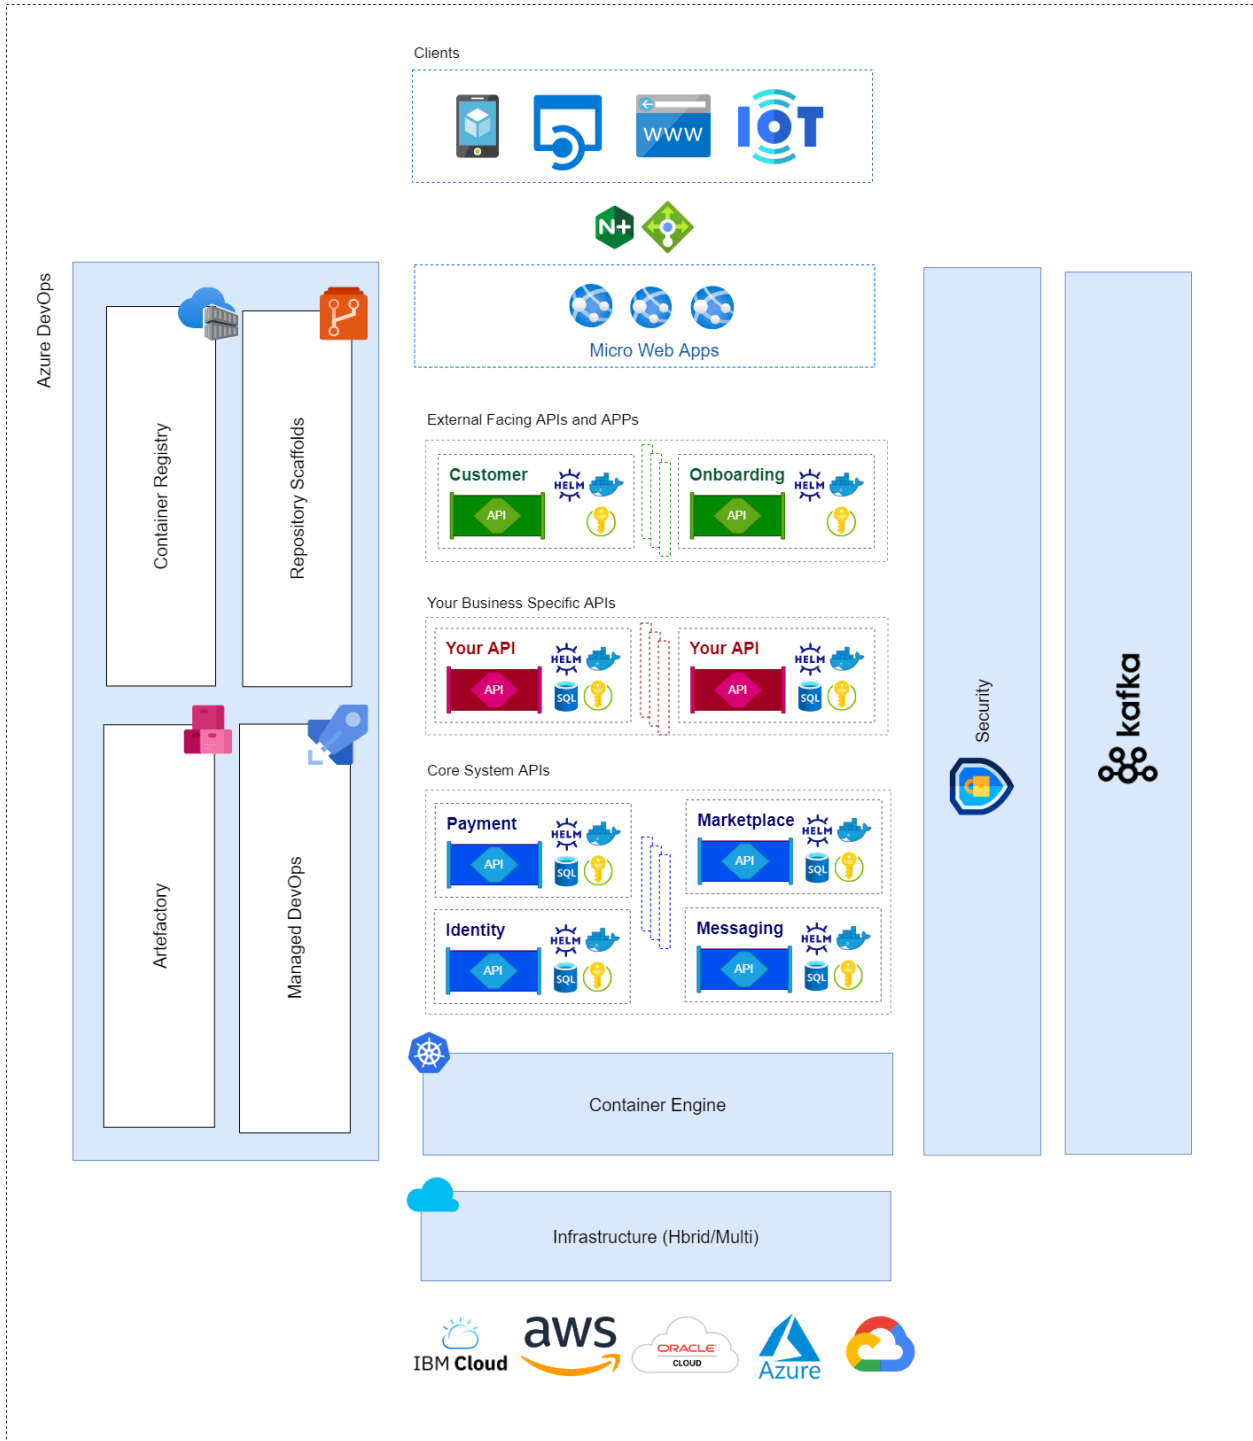 Clients
WWW
IOT
N+
Azure DevOps
Container Registry
Repository Scaffolds
Artefactory
Managed DevOps
Micro Web Apps
External Facing APIs and APPs
Customer
HELM
API
Onboarding
HELM
API
Your Business Specific APIs
Your API
HELM
API
SQL
Your API
HELM
API
SQL
Core System APIs
Payment
HELM
API
SQL
Marketplace
HELM
API
SQL
Identity
HELM
API
SQL
Messaging
HELM
API
SQL
Container Engine
Infrastructure (Hbrid/Multi)
Security
kafka
IBM Cloud
aws
ORACLE
CLOUD
Azure